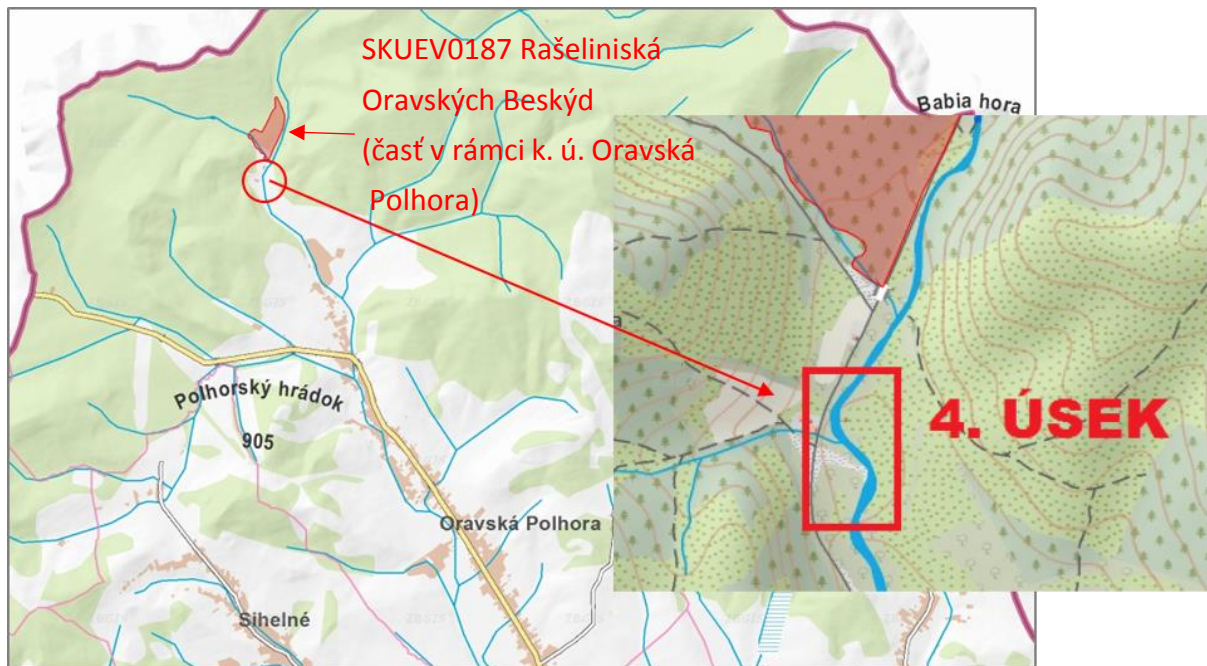 SKUEV0187 Rašeliniská
Oravských Beskýd
(časť v rámci k. ú. Oravská
Polhora)
Babia hora
4. ÚSEK
Polhorský hrádok
905
Oravská Polhora
Sihelné